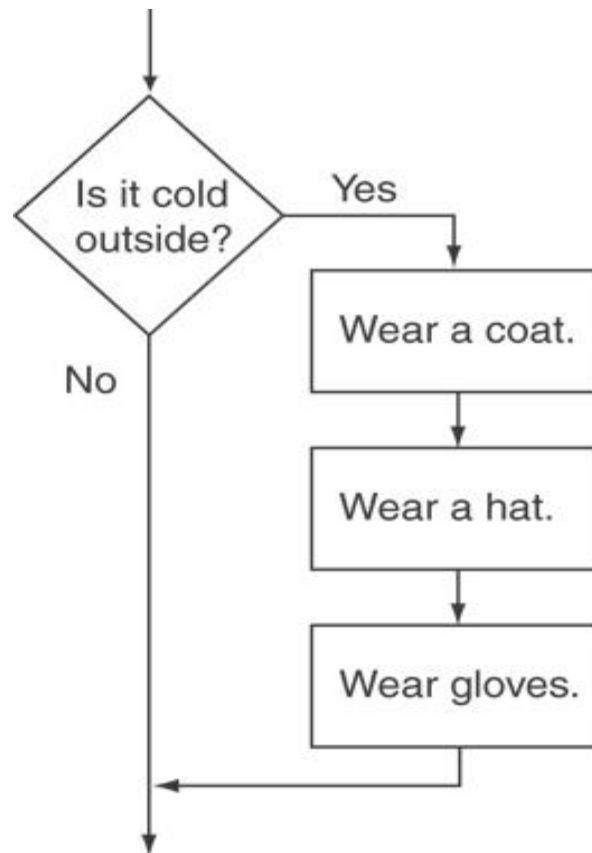 Is it cold
outside?
Yes
Wear a coat.
No
Wear a hat.
Wear gloves.